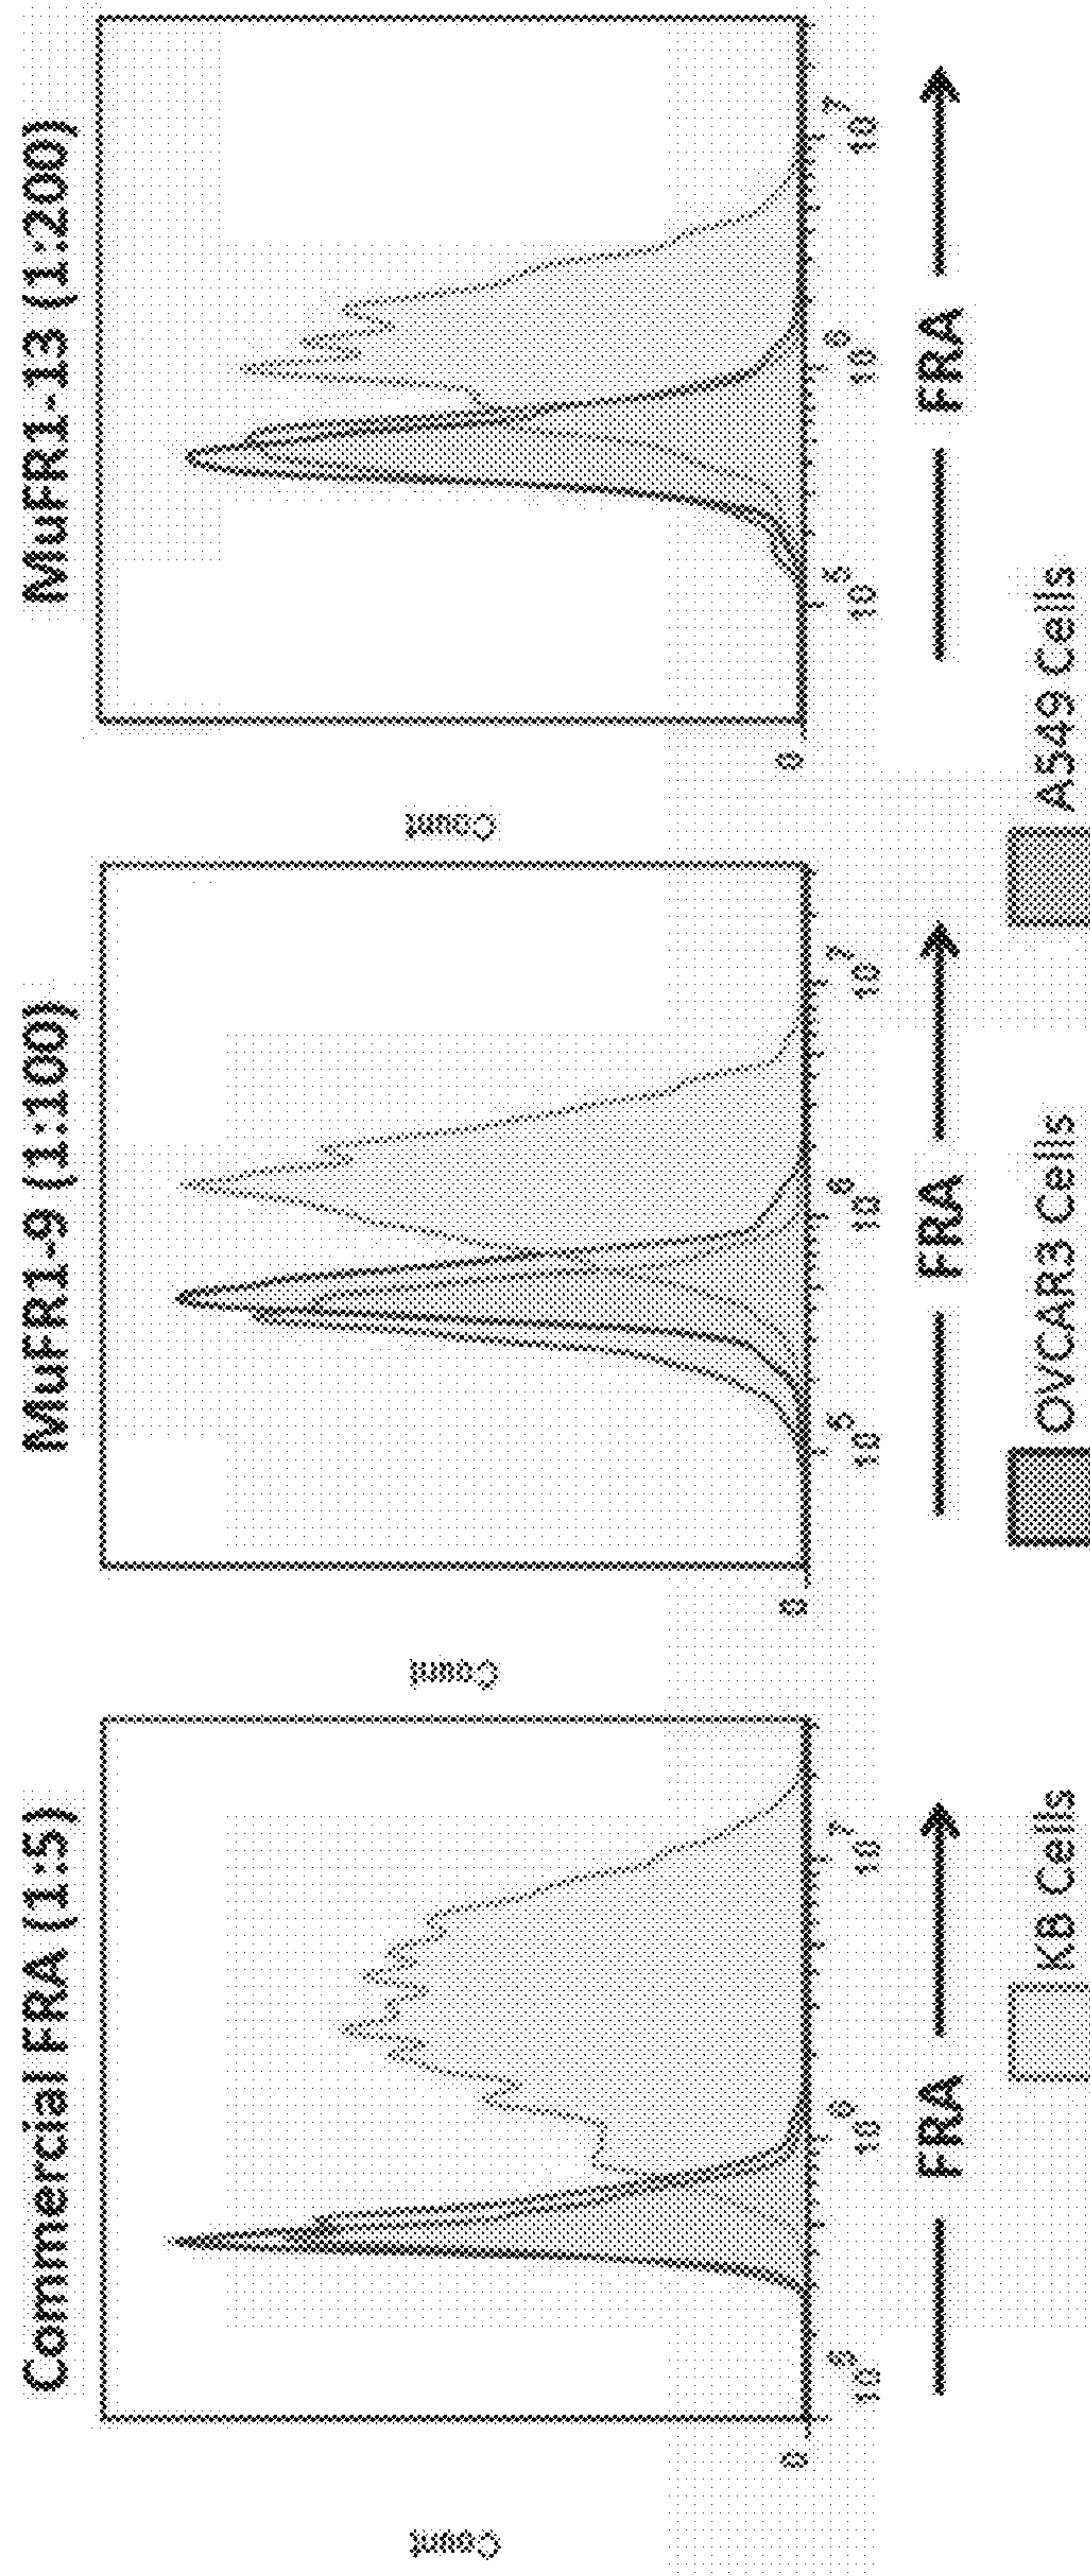 Commercial FRA (1:5)
MuFR1-9 (1:100)
MuFR1-13 (1:200)
Count
Count
Count
0
0
0
10 6
10 7
10 5
10 6
10 7
10 5
10 6
10 7
FRA
FRA
FRA
KB Cells
OVCAR3 Cells
A549 Cells